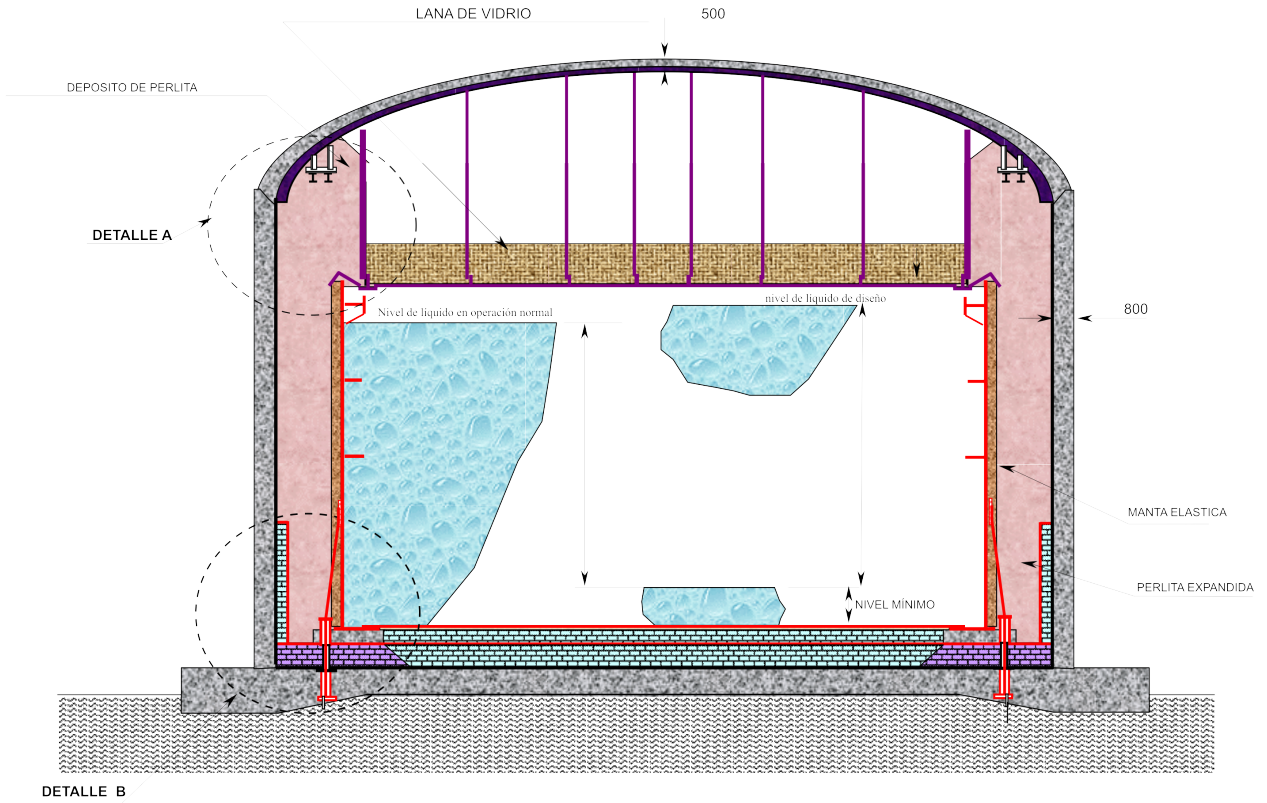 LANA DE VIDRIO
500
DEPOSITO DE PERLITA
DETALLE A
nivel de liquido de diseño
Nivel de liquido en operación normal
800
MANTA ELASTICA
PERLITA EXPANDIDA
NIVEL MÍNIMO
DETALLE B